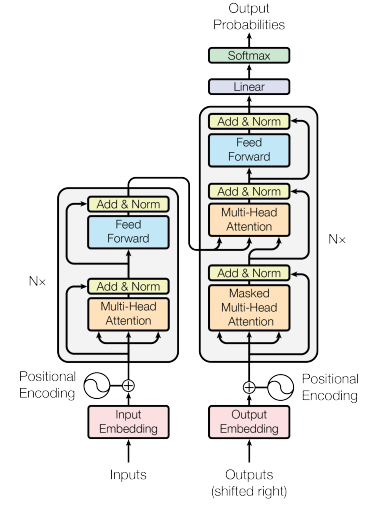 Output
Probabilities
Softmax
Linear
Add & Norm
Feed
Forward
Add & Norm
Multi-Head
Attention
Add & Norm
Masked
Multi-Head
Attention
N×
Add & Norm
Feed
Forward
Add & Norm
Multi-Head
Attention
N×
Positional
Encoding
Positional
Encoding
Input
Embedding
Output
Embedding
Inputs
Outputs
(shifted right)